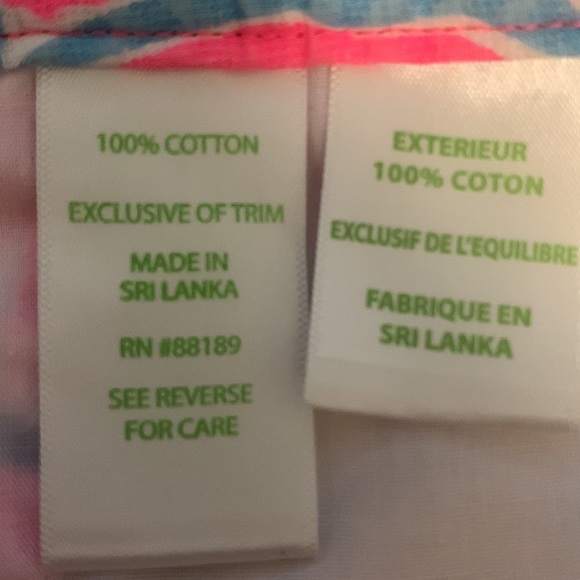 100% COTTON
EXCLUSIVE OF TRIM
MADE IN
SRI LANKA
RN #88189
SEE REVERSE
FOR CARE
EXTERIEUR
100% COTON
EXCLUSIF DE L'EQUILIBRE
FABRIQUE EN
SRI LANKA